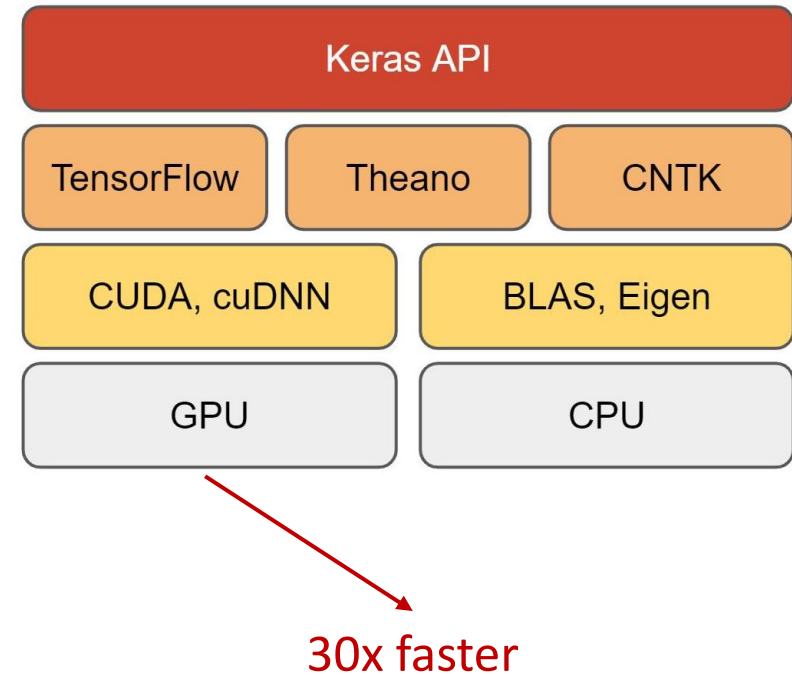 Keras API
TensorFlow
Theano
CNTK
CUDA, cuDNN
BLAS, Eigen
GPU
CPU
30x faster